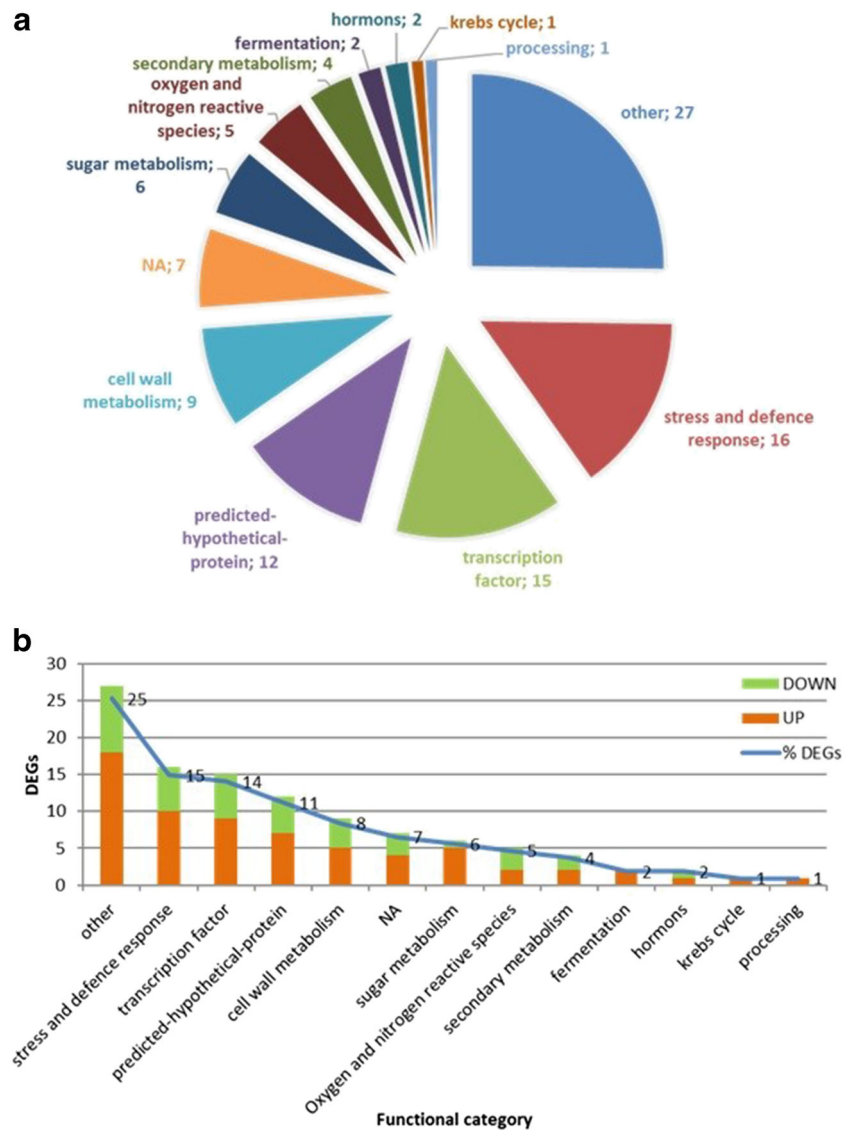 a
hormons; 2
krebs cycle; 1
fermentation; 2
processing; 1
secondary metabolism; 4
oxygen and
nitrogen reactive
species; 5
other; 27
sugar metabolism;
6
NA; 7
cell wall
metabolism; 9
stress and defence
response; 16
predicted-
hypothetical-
protein; 12
transcription
factor; 15
b
30
25
20
15
10
5
0
DEGs
DOWN
UP
% DEGs
25
15
14
11
8
7
6
5
4
2
2
1
1
other
stress and defence response
transcription factor
predicted-hypothetical-protein
cell wall metabolism
NA
sugar metabolism
Oxygen and nitrogen reactive species
secondary metabolism
fermentation
hormons
krebs cycle
processing
Functional category